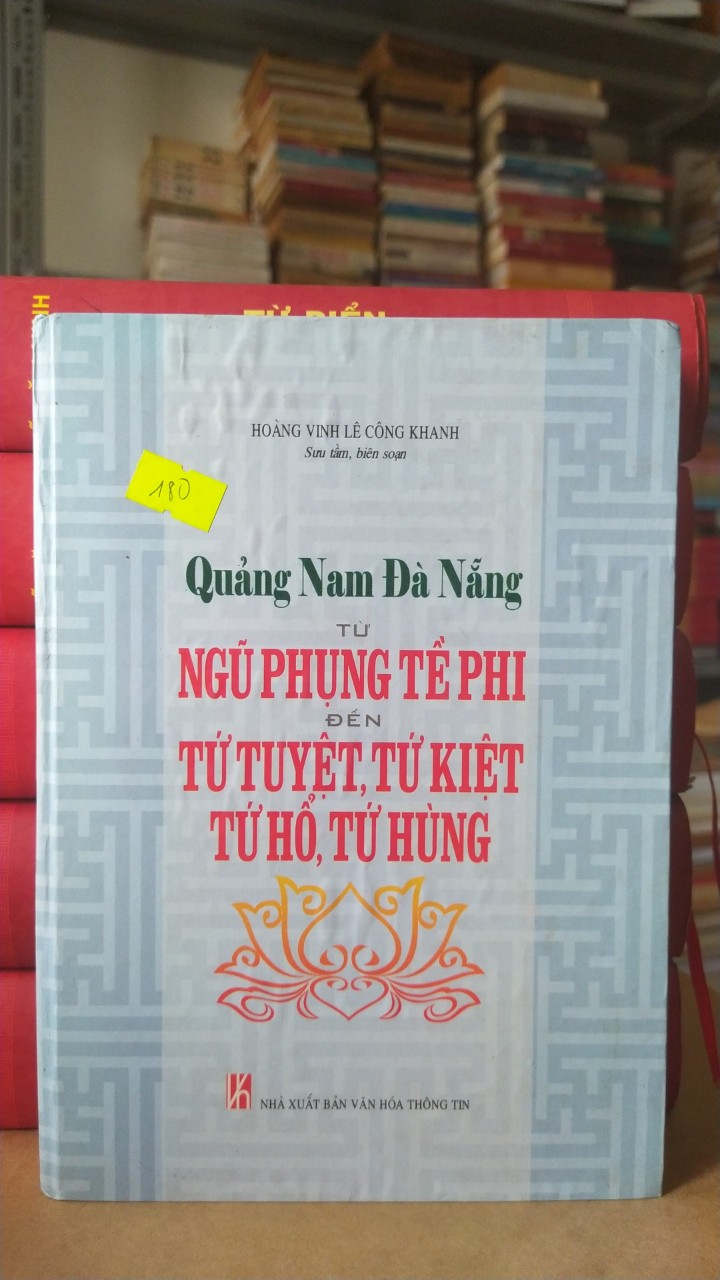 TỪ ĐIỂN
HOÀNG VINH LÊ CÔNG KHANH
Sưu tầm, biên soạn
180
Quảng Nam Đà Nẵng
TỪ
NGŨ PHỤNG TỀ PHI
ĐẾN
TỨ TUYỆT, TỨ KIỆT
TỨ HỔ, TỨ HÙNG
NHÀ XUẤT BẢN VĂN HÓA THÔNG TIN